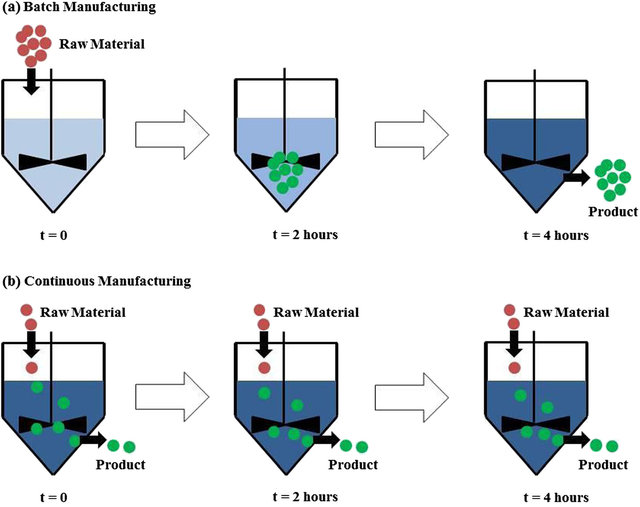 (a) Batch Manufacturing
Raw Material
Product
t = 0
t = 2 hours
t = 4 hours
(b) Continuous Manufacturing
Raw Material
Raw Material
Raw Material
Product
Product
Product
t = 0
t = 2 hours
t = 4 hours